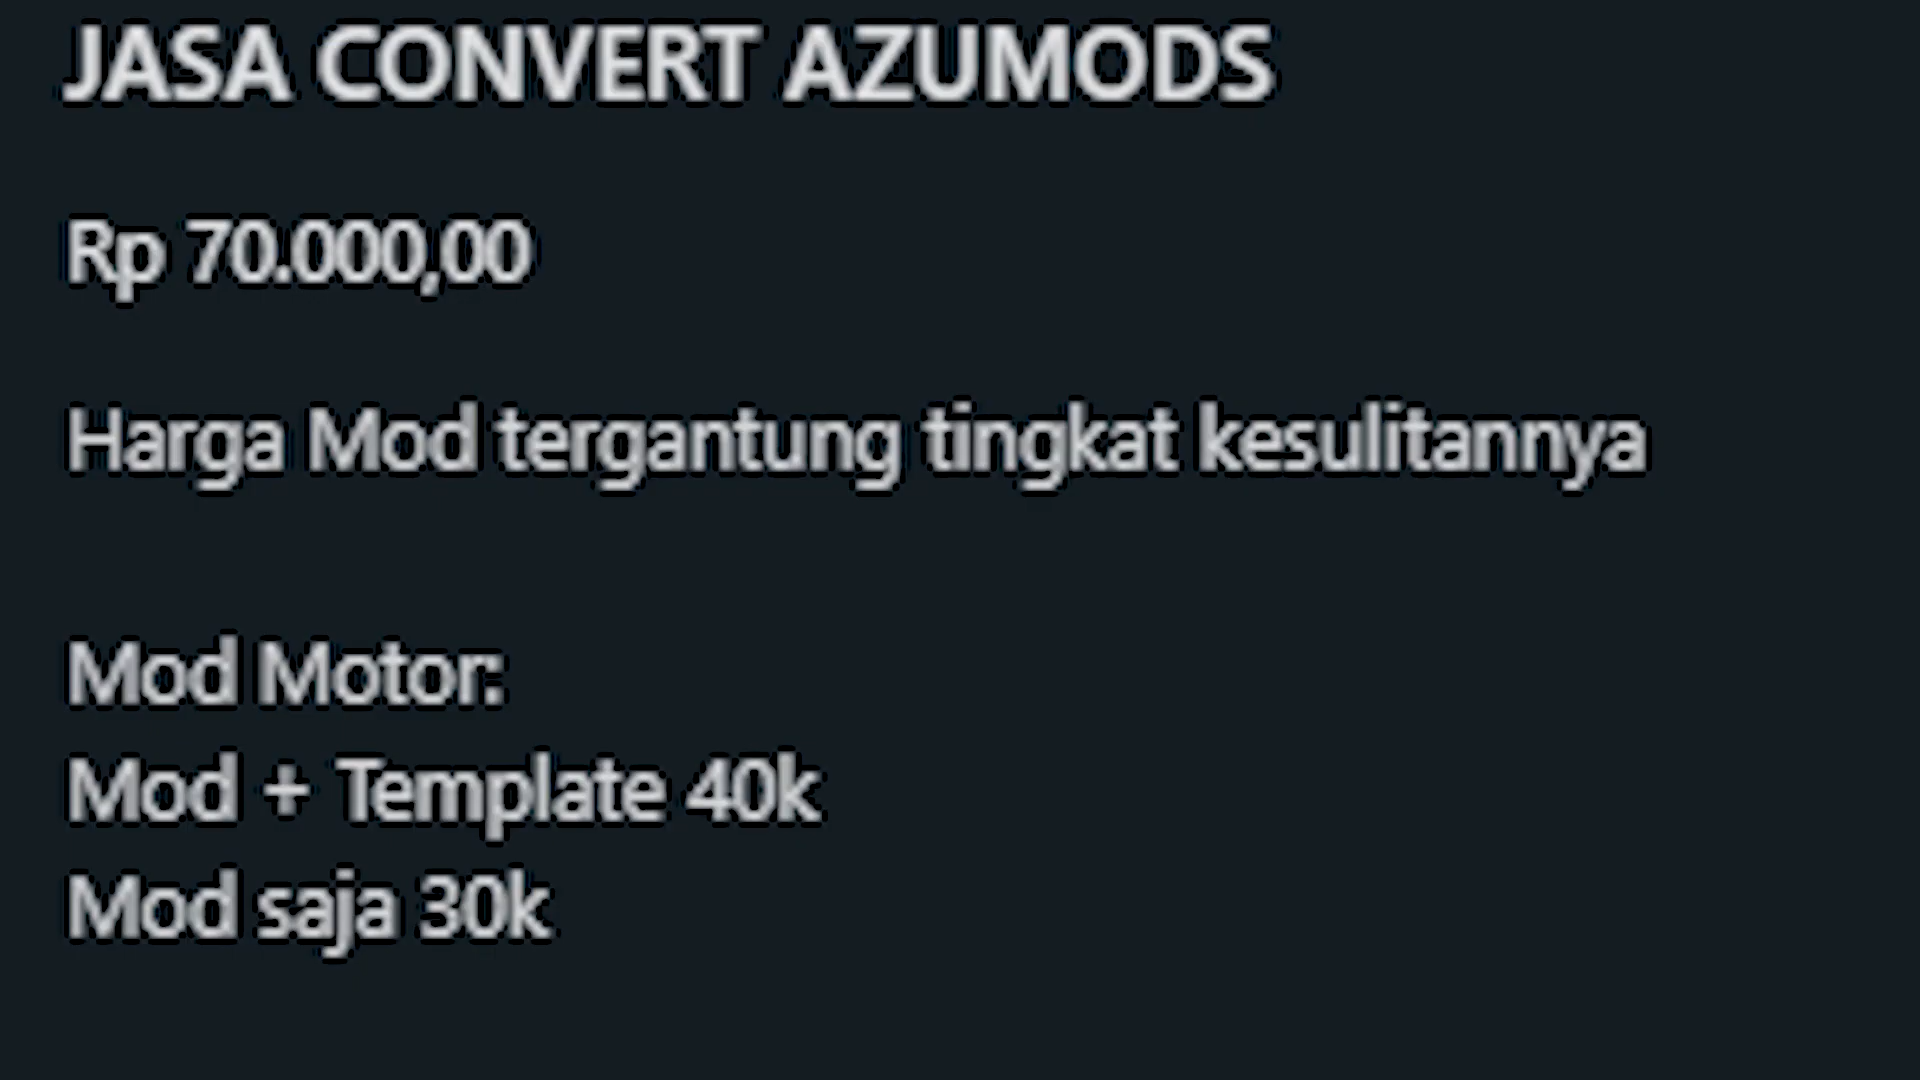 JASA CONVERT AZUMODS
Rp 70.000,00
Harga Mod tergantung tingkat kesulitannya
Mod Motor:
Mod + Template 40k
Mod saja 30k